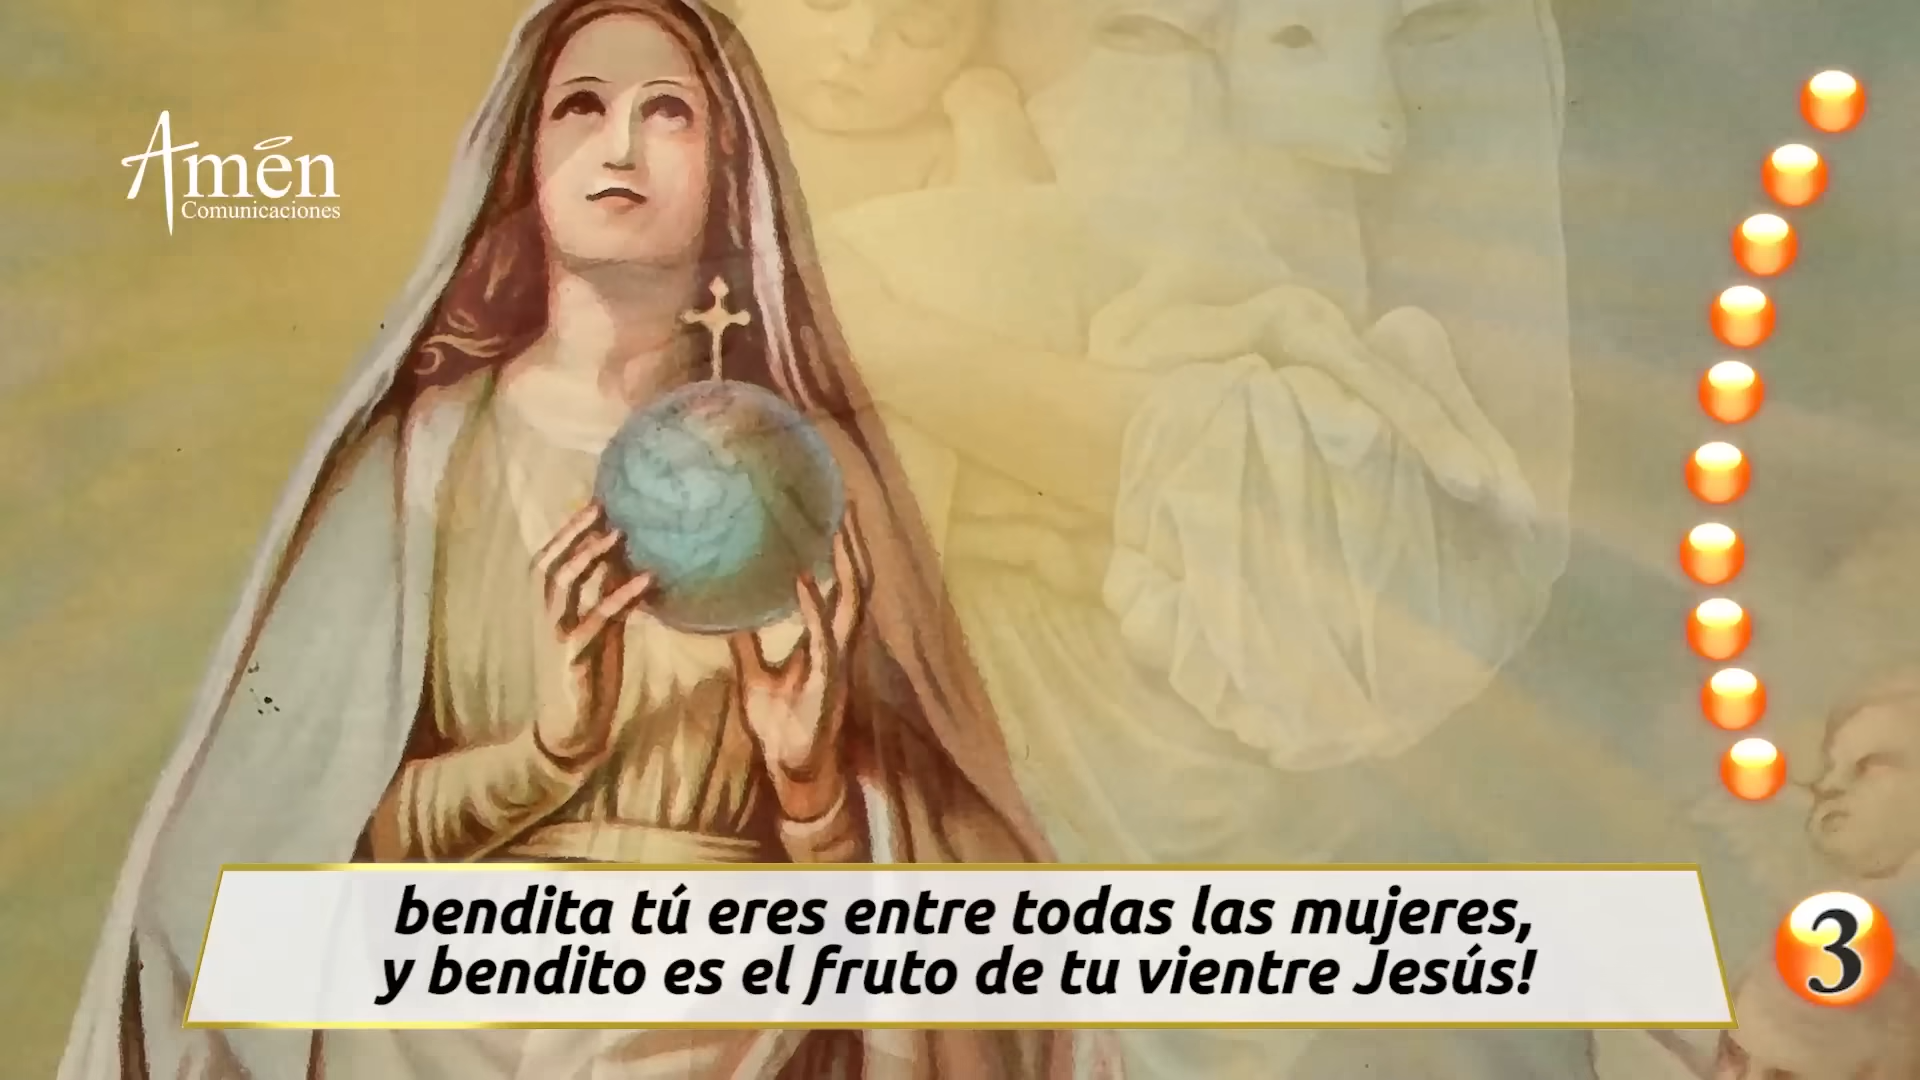 Amén
Comunicaciones
bendita tú eres entre todas las mujeres,
y bendito es el fruto de tu vientre Jesús!
3